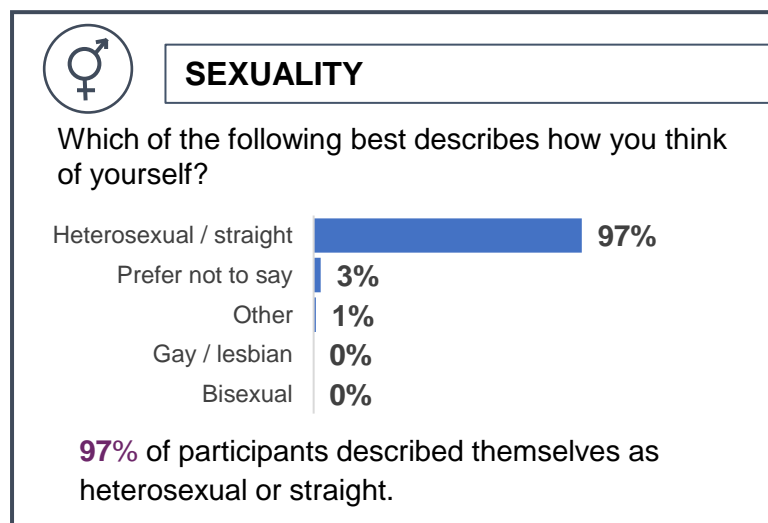 SEXUALITY
Which of the following best describes how you think
of yourself?
Heterosexual / straight 97%
Prefer not to say 3%
Other 1%
Gay / lesbian 0%
Bisexual 0%
97% of participants described themselves as
heterosexual or straight.